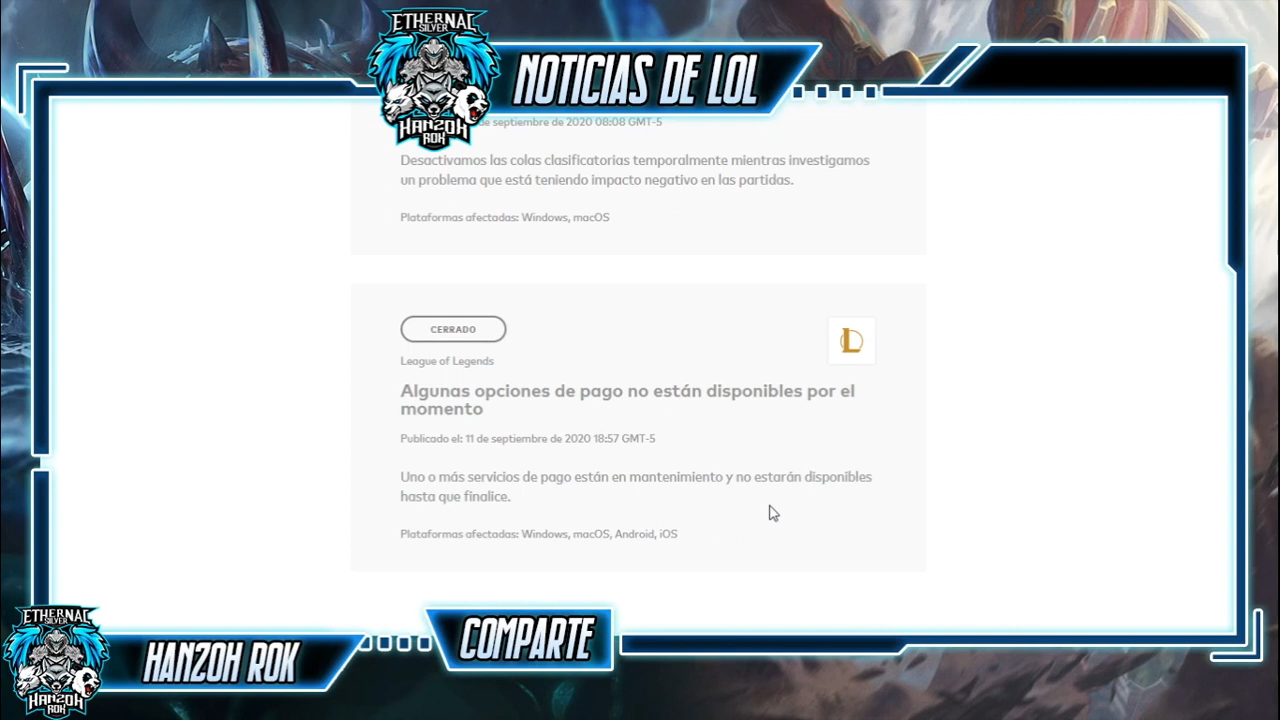 ETHERNAL
SILVER
HANZOH
ROK
NOTICIAS DE LOL
de septiembre de 2020 08:08 GMT-5
Desactivamos las colas clasificatorias temporalmente mientras investigamos
un problema que está teniendo impacto negativo en las partidas.
Plataformas afectadas: Windows, macOS
CERRADO
League of Legends
Algunas opciones de pago no están disponibles por el
momento
Publicado el: 11 de septiembre de 2020 18:57 GMT-5
Uno o más servicios de pago están en mantenimiento y no estarán disponibles
hasta que finalice.
Plataformas afectadas: Windows, macOS, Android, iOS
ETHERNAL
SILVER
HANZOH
ROK
HANZOH ROK
COMPARTE